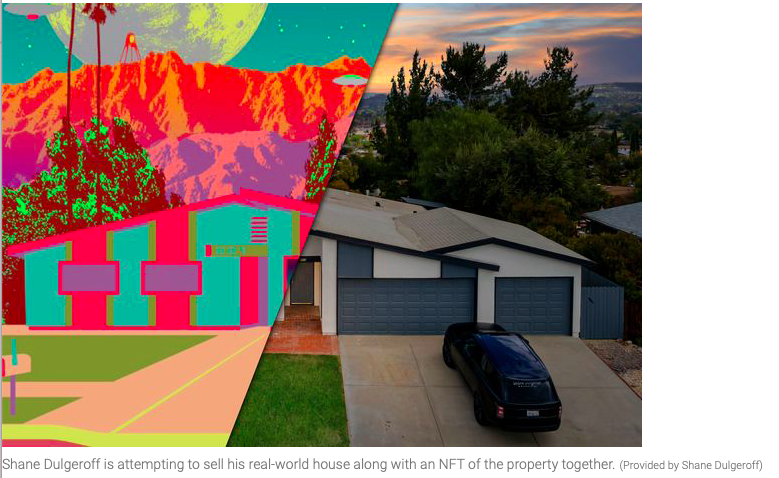 Shane Dulgeroff is attempting to sell his real-world house along with an NFT of the property together. (Provided by Shane Dulgeroff)